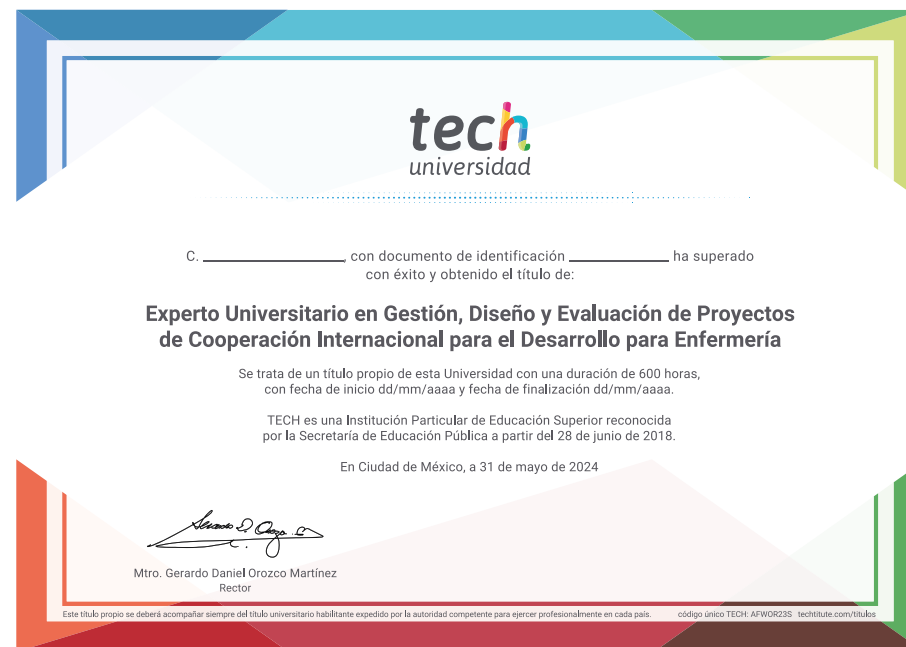 tech
universidad
C. ____________________, con documento de identificación ______________ ha superado
con éxito y obtenido el título de:
Experto Universitario en Gestión, Diseño y Evaluación de Proyectos
de Cooperación Internacional para el Desarrollo para Enfermería
Se trata de un título propio de esta Universidad con una duración de 600 horas,
con fecha de inicio dd/mm/aaaa y fecha de finalización dd/mm/aaaa.
TECH es una Institución Particular de Educación Superior reconocida
por la Secretaría de Educación Pública a partir del 28 de junio de 2018.
En Ciudad de México, a 31 de mayo de 2024
Mtro. Gerardo Daniel Orozco Martínez
Rector
Este título propio se deberá acompañar siempre del título universitario habilitante expedido por la autoridad competente para ejercer profesionalmente en cada país. código único TECH: AFWOR23S techtitute.com/titulos